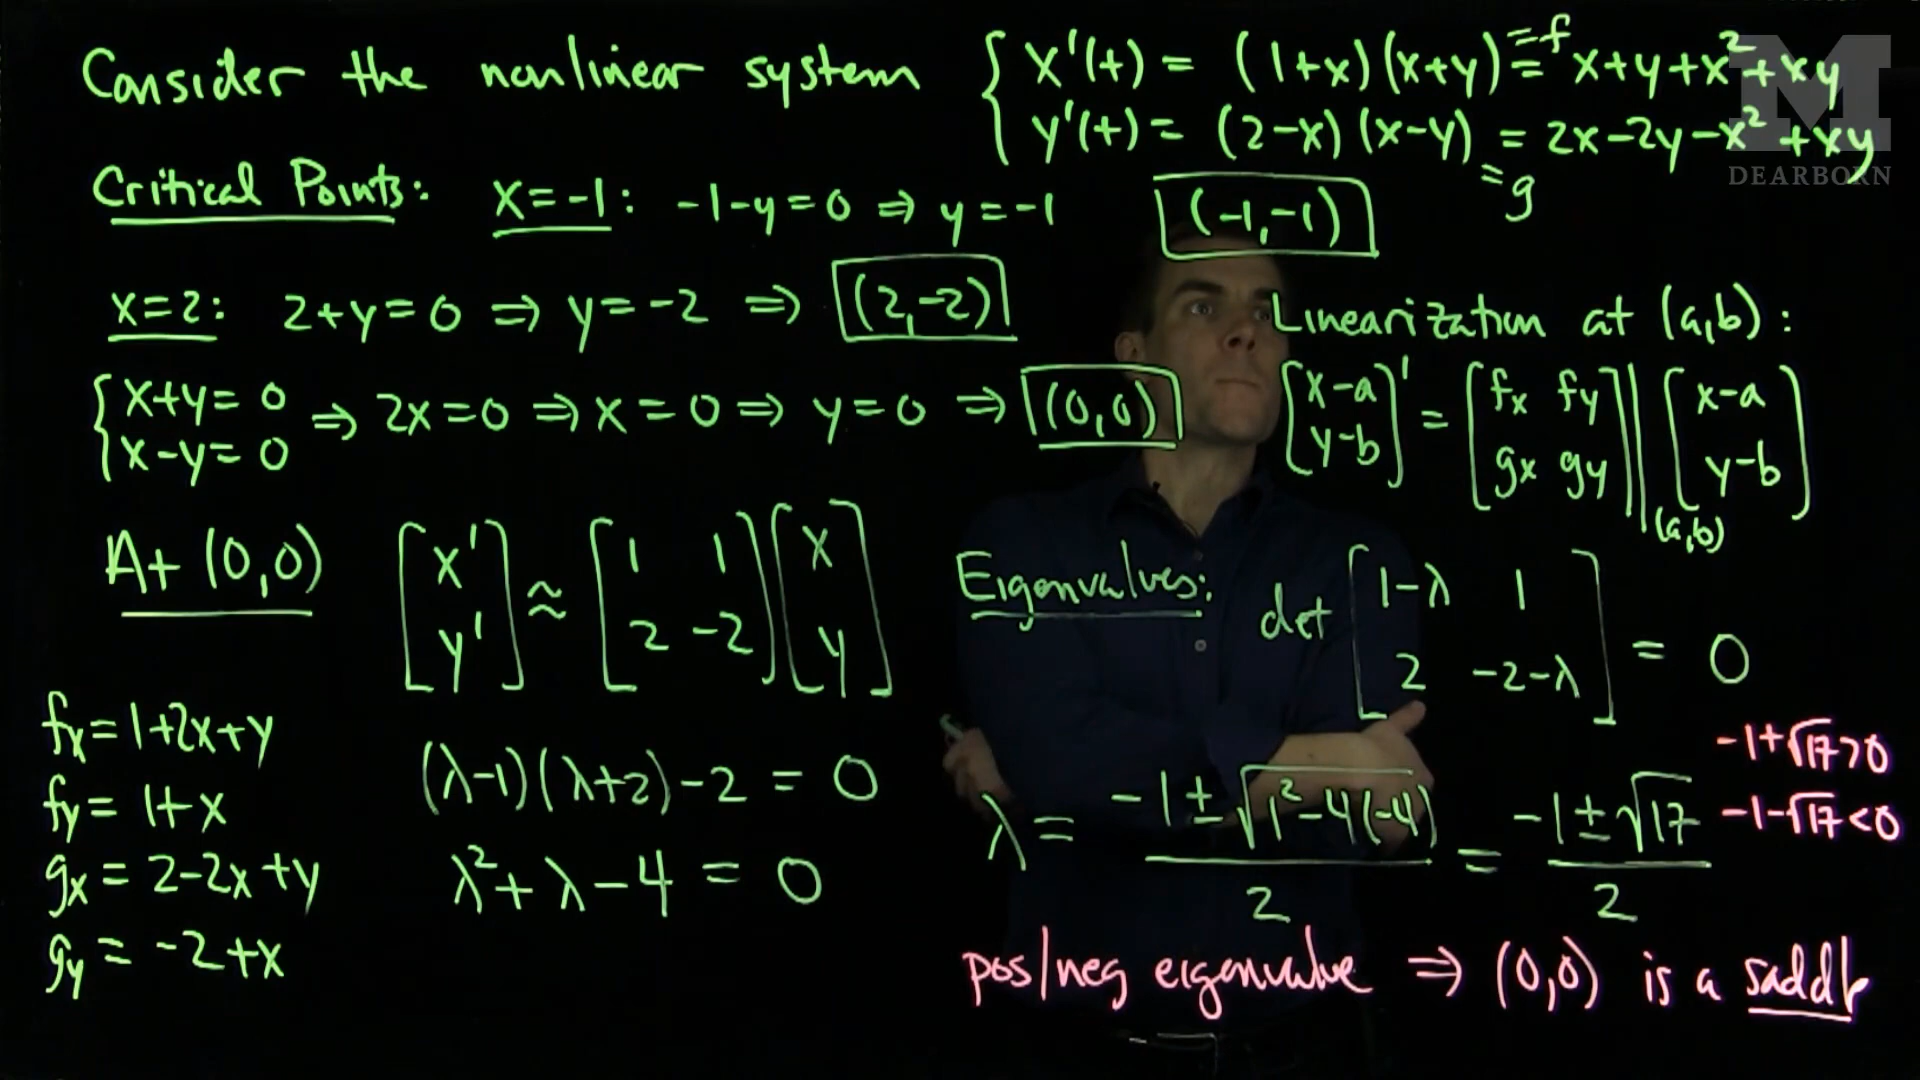 Consider the nonlinear system { x'(t) = (1+x)(x+y) = x+y+x²+xy
=f
y'(t) = (2-x)(x-y) = 2x-2y-x²+xy
=g
M
DEARBORN
Critical Points: x=-1: -1-y=0 ⇒ y=-1 (-1,-1)
x=2: 2+y=0 ⇒ y=-2 ⇒ (2,-2)
Linearization at (a,b):
{ x+y=0
x-y=0 ⇒ 2x=0 ⇒ x=0 ⇒ y=0 ⇒ (0,0)
[x-a
y-b]' = [fx fy
gx gy]|(a,b) [x-a
y-b]
At (0,0) [x'
y'] ≈ [1 1
2 -2] [x
y]
Eigenvalues: det [1-λ 1
2 -2-λ] = 0
fx=1+2x+y
fy=1+x
gx=2-2x+y
gy=-2+x
(λ-1)(λ+2)-2=0
λ²+λ-4=0
λ = (-1±√(1²-4(-4)))/2 = (-1±√17)/2
-1+√17>0
-1-√17<0
pos/neg eigenvalue ⇒ (0,0) is a saddle